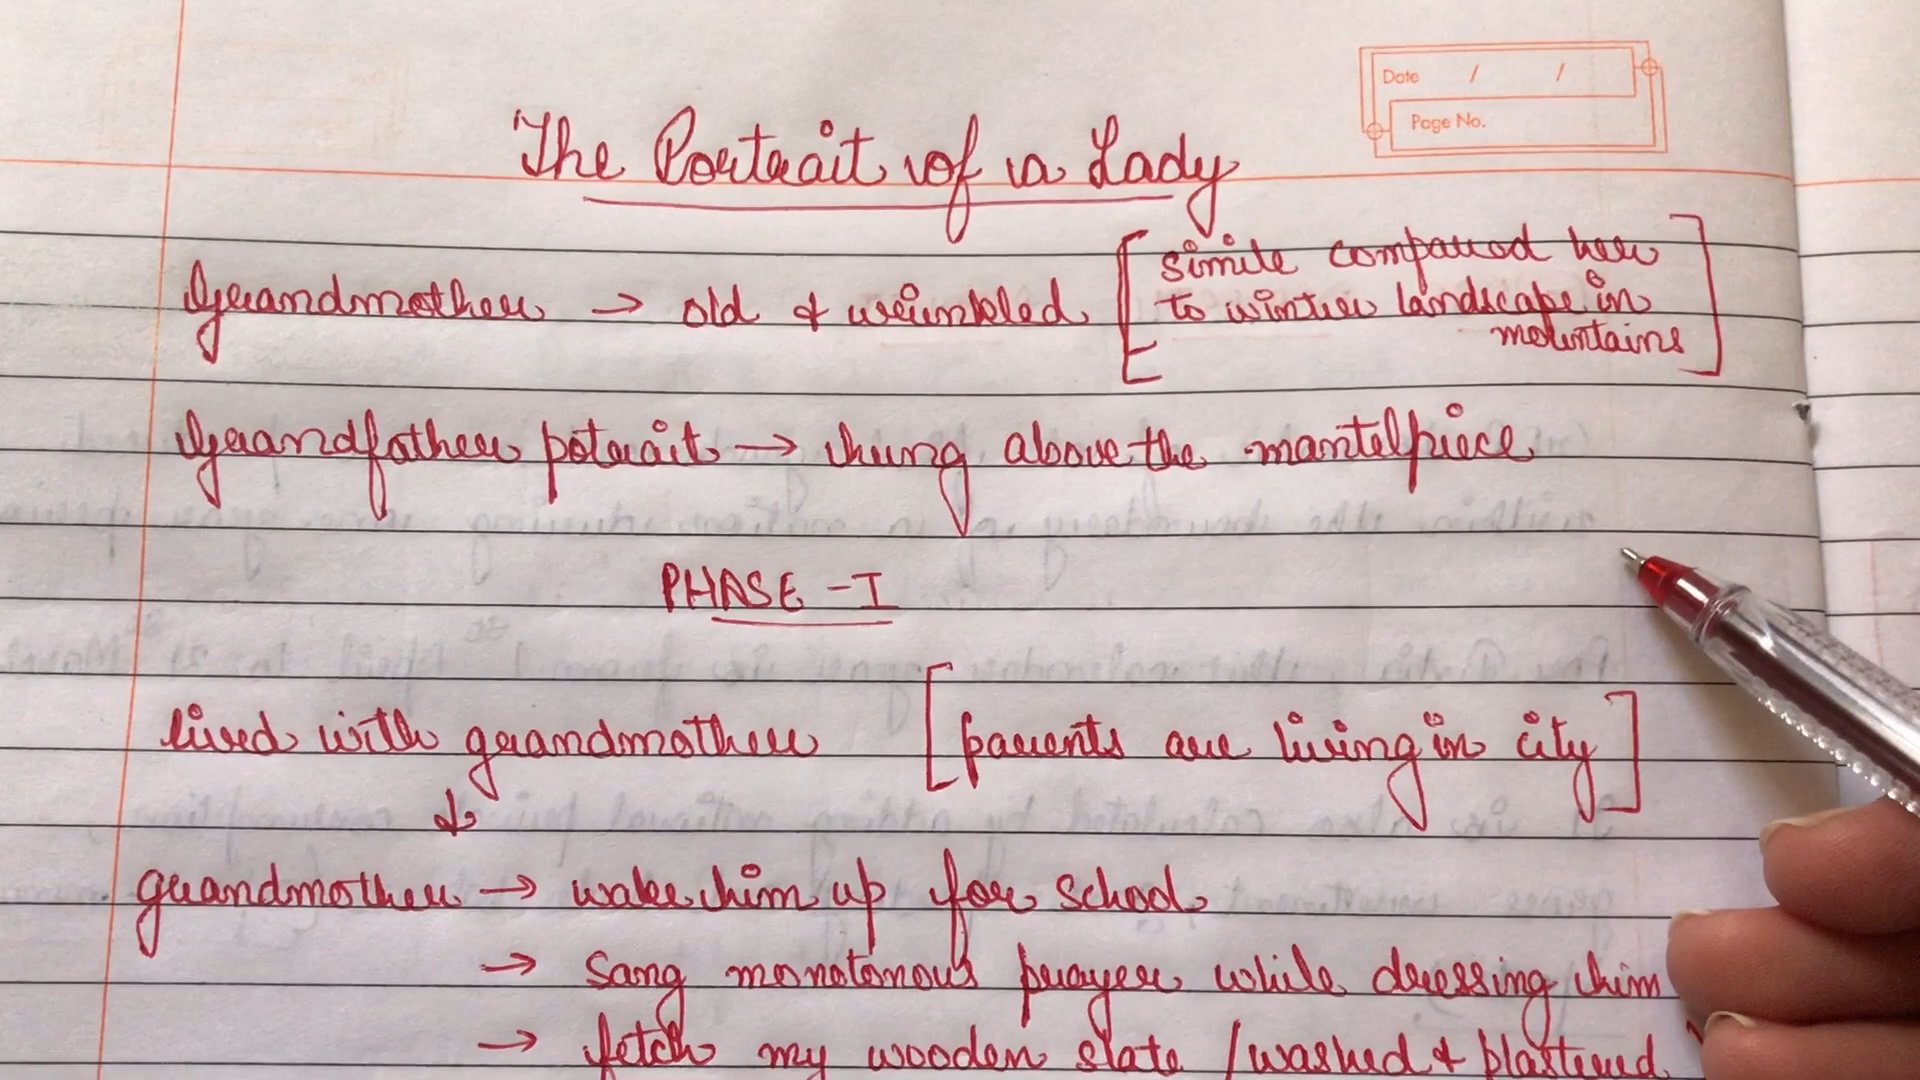 Date / /
Page No.
The Portrait of a Lady
Grandmother → old & wrinkled [simile compared her
to winter landscape in
mountains]
Grandfather potrait → hung above the mantelpiece
PHASE - I
lived with grandmother [parents are living in city]
↓
grandmother → wake him up for school
→ Sang monotonous prayer while dressing him
→ fetch my wooden slate / washed & plastered